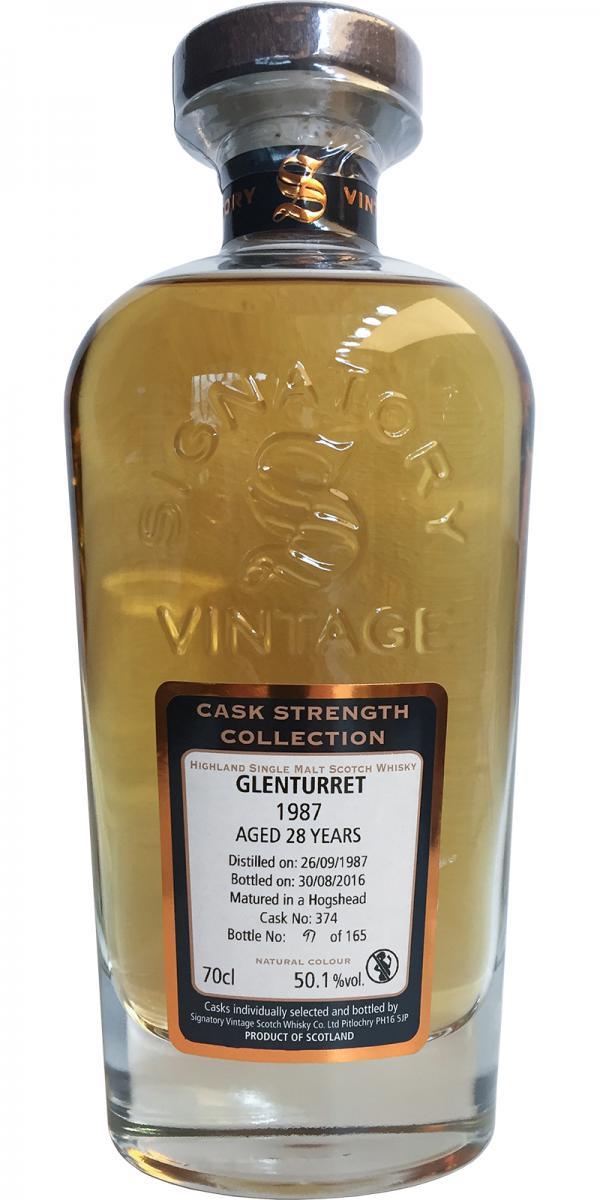 ORY S VINT
SIGNATORY
S
VINTAGE
CASK STRENGTH
COLLECTION
HIGHLAND SINGLE MALT SCOTCH WHISKY
GLENTURRET
1987
AGED 28 YEARS
Distilled on: 26/09/1987
Bottled on: 30/08/2016
Matured in a Hogshead
Cask No: 374
Bottle No: 97 of 165
NATURAL COLOUR
70cl 50.1%vol.
Casks individually selected and bottled by
Signatory Vintage Scotch Whisky Co. Ltd Pitlochry PH16 5JP
PRODUCT OF SCOTLAND